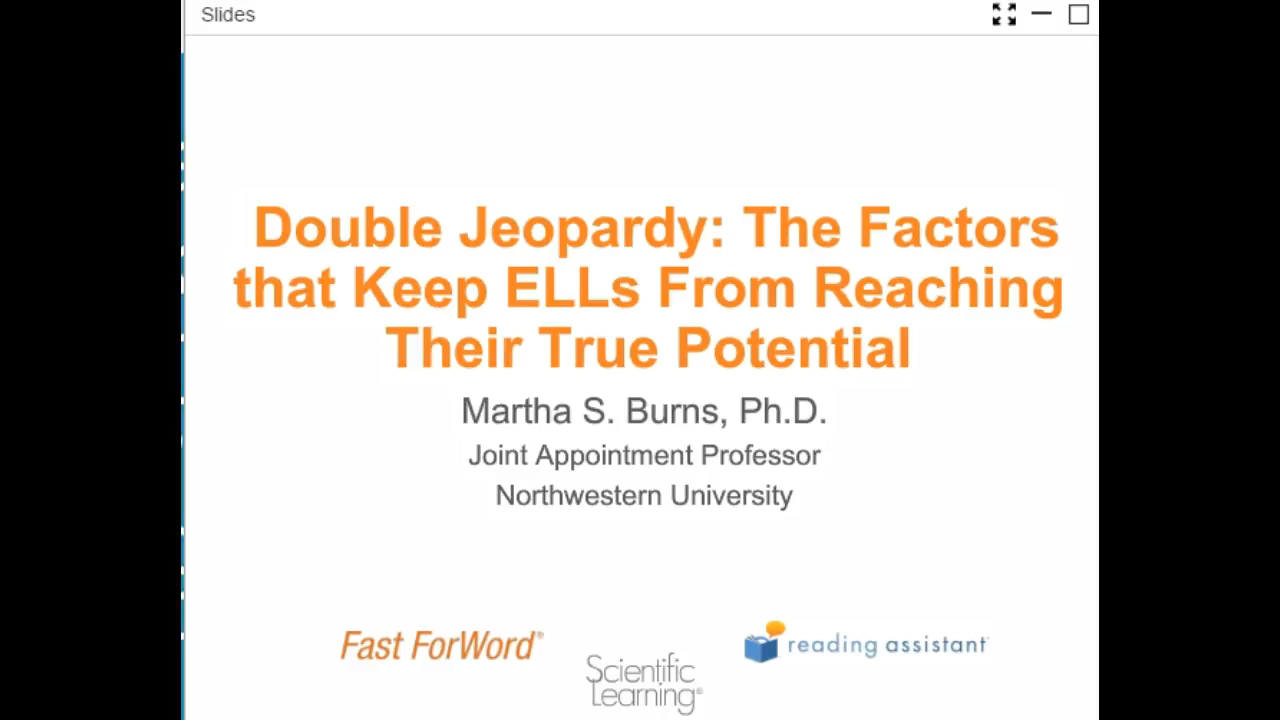 Slides
Double Jeopardy: The Factors
that Keep ELLs From Reaching
Their True Potential
Martha S. Burns, Ph.D.
Joint Appointment Professor
Northwestern University
Fast ForWord®
reading assistant™
Scientific
Learning®